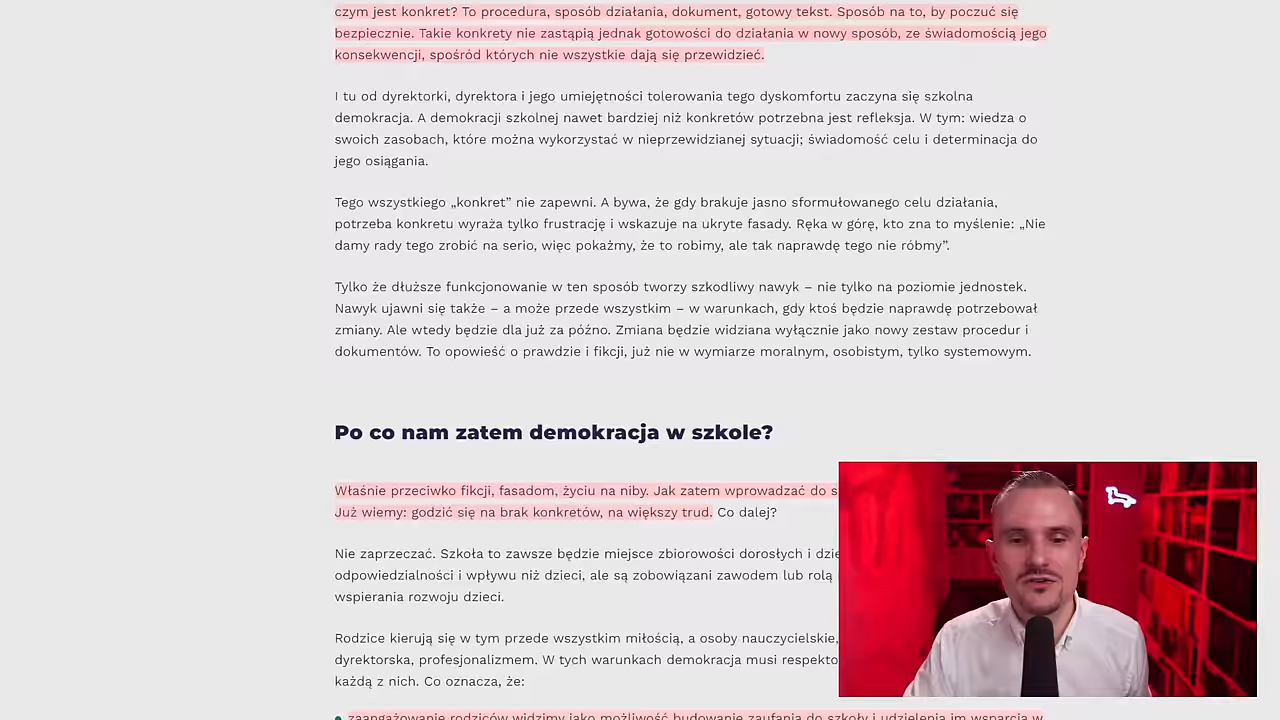 czym jest konkret? To procedura, sposób działania, dokument, gotowy tekst. Sposób na to, by poczuć się
bezpiecznie. Takie konkrety nie zastąpią jednak gotowości do działania w nowy sposób, ze świadomością jego
konsekwencji, spośród których nie wszystkie dają się przewidzieć.
I tu od dyrektorki, dyrektora i jego umiejętności tolerowania tego dyskomfortu zaczyna się szkolna
demokracja. A demokracji szkolnej nawet bardziej niż konkretów potrzebna jest refleksja. W tym: wiedza o
swoich zasobach, które można wykorzystać w nieprzewidzianej sytuacji; świadomość celu i determinacja do
jego osiągania.
Tego wszystkiego „konkret” nie zapewni. A bywa, że gdy brakuje jasno sformułowanego celu działania,
potrzeba konkretu wyraża tylko frustrację i wskazuje na ukryte fasady. Ręka w górę, kto zna to myślenie: „Nie
damy rady tego zrobić na serio, więc pokażmy, że to robimy, ale tak naprawdę tego nie róbmy”.
Tylko że dłuższe funkcjonowanie w ten sposób tworzy szkodliwy nawyk – nie tylko na poziomie jednostek.
Nawyk ujawni się także – a może przede wszystkim – w warunkach, gdy ktoś będzie naprawdę potrzebował
zmiany. Ale wtedy będzie dla już za późno. Zmiana będzie widziana wyłącznie jako nowy zestaw procedur i
dokumentów. To opowieść o prawdzie i fikcji, już nie w wymiarze moralnym, osobistym, tylko systemowym.
Po co nam zatem demokracja w szkole?
Właśnie przeciwko fikcji, fasadom, życiu na niby. Jak zatem wprowadzać do
Już wiemy: godzić się na brak konkretów, na większy trud. Co dalej?
Nie zaprzeczać. Szkoła to zawsze będzie miejsce zbiorowości dorosłych i
odpowiedzialności i wpływu niż dzieci, ale są zobowiązani zawodem lub rolą
wspierania rozwoju dzieci.
Rodzice kierują się w tym przede wszystkim miłością, a osoby nauczycielskie,
dyrektorska, profesjonalizmem. W tych warunkach demokracja musi
każdą z nich. Co oznacza, że:
zaangażowanie rodziców widzimy jako możliwość budowanie zaufania do szkoły i udzielenia im wsparcia w